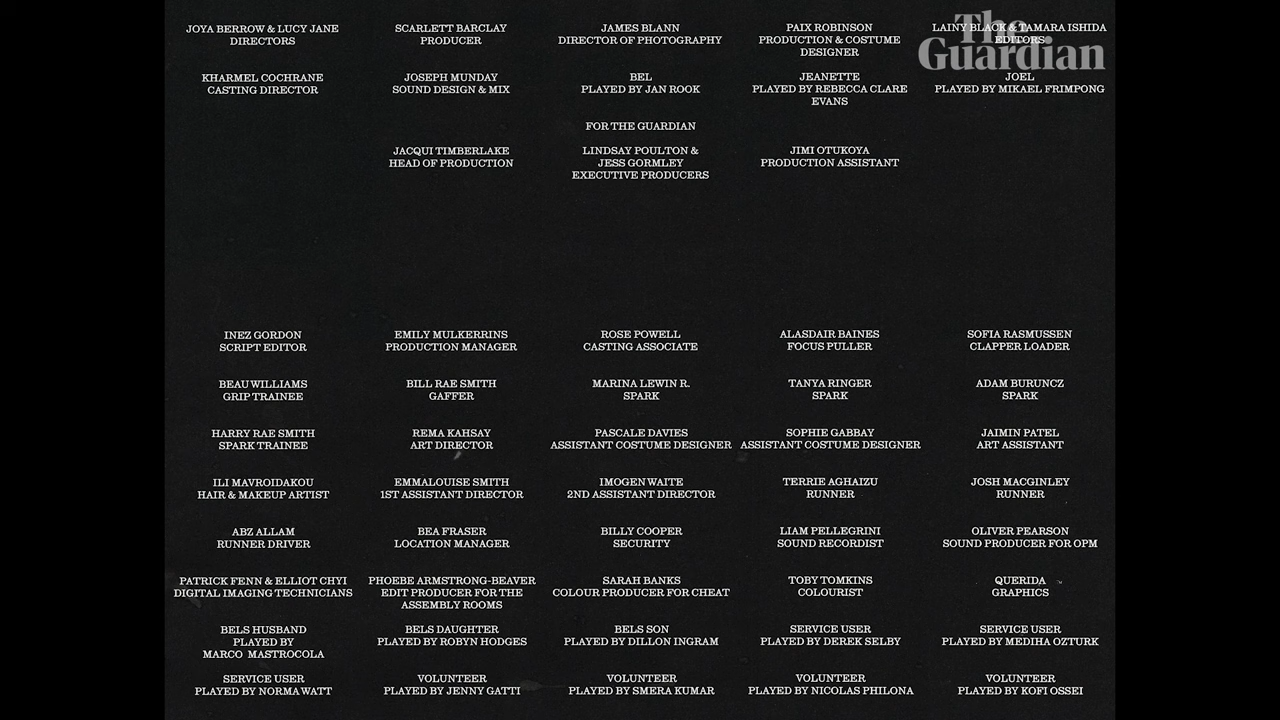 The
Guardian
JOYA BERROW & LUCY JANE
DIRECTORS
SCARLETT BARCLAY
PRODUCER
JAMES BLANN
DIRECTOR OF PHOTOGRAPHY
PAIX ROBINSON
PRODUCTION & COSTUME
DESIGNER
LAINY BLACK & TAMARA ISHIDA
EDITORS
KHARMEL COCHRANE
CASTING DIRECTOR
JOSEPH MUNDAY
SOUND DESIGN & MIX
BEL
PLAYED BY JAN ROOK
JEANETTE
PLAYED BY REBECCA CLARE
EVANS
JOEL
PLAYED BY MIKAEL FRIMPONG
FOR THE GUARDIAN
JACQUI TIMBERLAKE
HEAD OF PRODUCTION
LINDSAY POULTON &
JESS GORMLEY
EXECUTIVE PRODUCERS
JIMI OTUKOYA
PRODUCTION ASSISTANT
INEZ GORDON
SCRIPT EDITOR
EMILY MULKERRINS
PRODUCTION MANAGER
ROSE POWELL
CASTING ASSOCIATE
ALASDAIR BAINES
FOCUS PULLER
SOFIA RASMUSSEN
CLAPPER LOADER
BEAU WILLIAMS
GRIP TRAINEE
BILL RAE SMITH
GAFFER
MARINA LEWIN R.
SPARK
TANYA RINGER
SPARK
ADAM BURUNCZ
SPARK
HARRY RAE SMITH
SPARK TRAINEE
REMA KAHSAY
ART DIRECTOR
PASCALE DAVIES
ASSISTANT COSTUME DESIGNER
SOPHIE GABBAY
ASSISTANT COSTUME DESIGNER
JAIMIN PATEL
ART ASSISTANT
ILI MAVROIDAKOU
HAIR & MAKEUP ARTIST
EMMALOUISE SMITH
1ST ASSISTANT DIRECTOR
IMOGEN WAITE
2ND ASSISTANT DIRECTOR
TERRIE AGHAIZU
RUNNER
JOSH MACGINLEY
RUNNER
ABZ ALLAM
RUNNER DRIVER
BEA FRASER
LOCATION MANAGER
BILLY COOPER
SECURITY
LIAM PELLEGRINI
SOUND RECORDIST
OLIVER PEARSON
SOUND PRODUCER FOR OPM
PATRICK FENN & ELLIOT CHYI
DIGITAL IMAGING TECHNICIANS
PHOEBE ARMSTRONG-BEAVER
EDIT PRODUCER FOR THE
ASSEMBLY ROOMS
SARAH BANKS
COLOUR PRODUCER FOR CHEAT
TOBY TOMKINS
COLOURIST
QUERIDA
GRAPHICS
BELS HUSBAND
PLAYED BY
MARCO MASTROCOLA
BELS DAUGHTER
PLAYED BY ROBYN HODGES
BELS SON
PLAYED BY DILLON INGRAM
SERVICE USER
PLAYED BY DEREK SELBY
SERVICE USER
PLAYED BY MEDIHA OZTURK
SERVICE USER
PLAYED BY NORMA WATT
VOLUNTEER
PLAYED BY JENNY GATTI
VOLUNTEER
PLAYED BY SMERA KUMAR
VOLUNTEER
PLAYED BY NICOLAS PHILONA
VOLUNTEER
PLAYED BY KOFI OSSEI